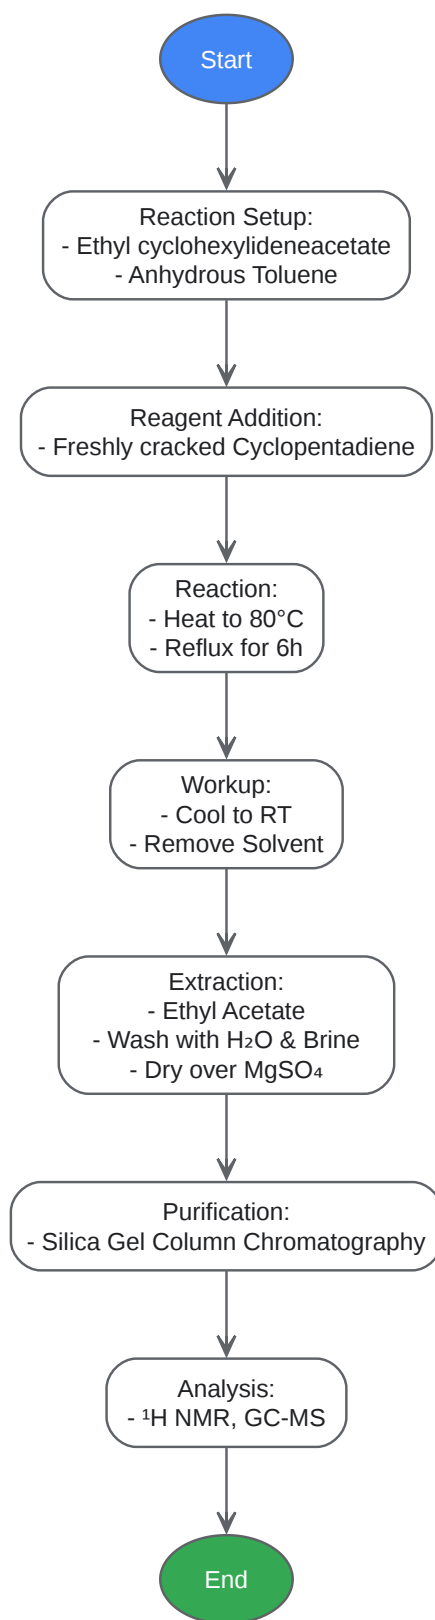 Start
Reaction Setup:
- Ethyl cyclohexylideneacetate
- Anhydrous Toluene
Reagent Addition:
- Freshly cracked Cyclopentadiene
Reaction:
- Heat to 80°C
- Reflux for 6h
Workup:
- Cool to RT
- Remove Solvent
Extraction:
- Ethyl Acetate
- Wash with H₂O & Brine
- Dry over MgSO₄
Purification:
- Silica Gel Column Chromatography
Analysis:
- ¹H NMR, GC-MS
End